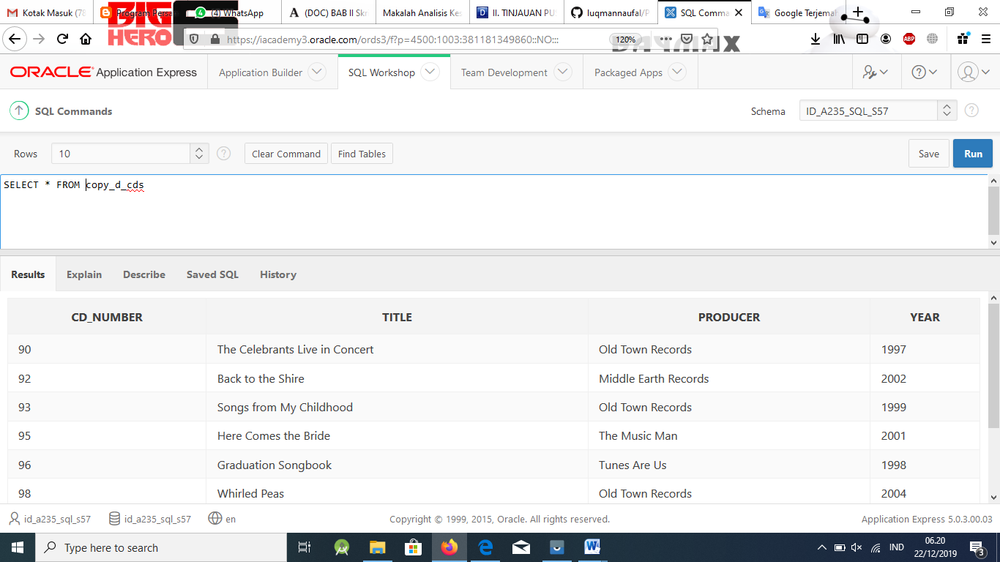 Kotak Masuk (78
Program Persa
(4) WhatsApp
(DOC) BAB II Skr
Makalah Analisis Kes
II. TINJAUAN PU
luqmannaufal/P
SQL Comma
Google Terjemah
BIG
HERO
https://iacademy3.oracle.com/ords3/f?p=4500:1003:381181349860::NO:::
120%
ABP
ORACLE® Application Express
Application Builder
SQL Workshop
Team Development
Packaged Apps
SQL Commands
Schema
ID_A235_SQL_S57
Rows
10
Clear Command
Find Tables
Save
Run
SELECT * FROM copy_d_cds
Results
Explain
Describe
Saved SQL
History
CD_NUMBER TITLE PRODUCER YEAR
90 The Celebrants Live in Concert Old Town Records 1997
92 Back to the Shire Middle Earth Records 2002
93 Songs from My Childhood Old Town Records 1999
95 Here Comes the Bride The Music Man 2001
96 Graduation Songbook Tunes Are Us 1998
98 Whirled Peas Old Town Records 2004
id_a235_sql_s57
id_a235_sql_s57
en
Copyright © 1999, 2015, Oracle. All rights reserved.
Application Express 5.0.3.00.03
Type here to search
IND
06.20
22/12/2019
3